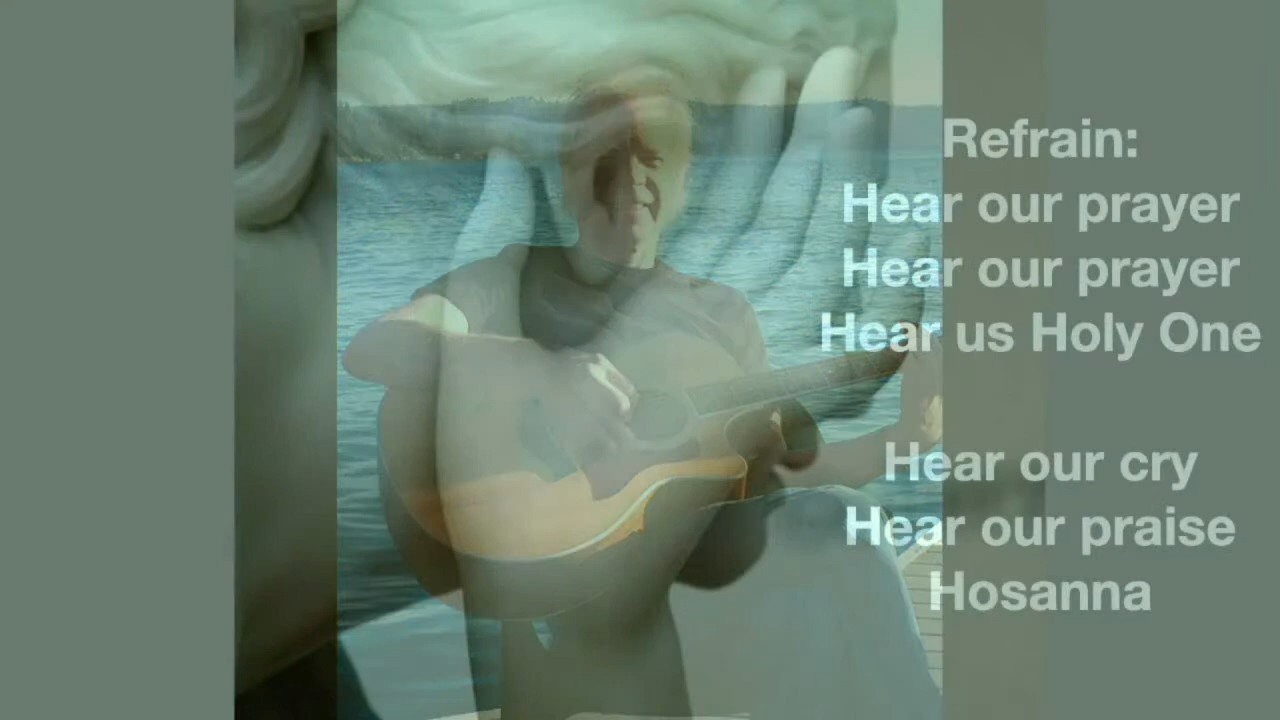 Refrain:
Hear our prayer
Hear our prayer
Hear us Holy One
Hear our cry
Hear our praise
Hosanna